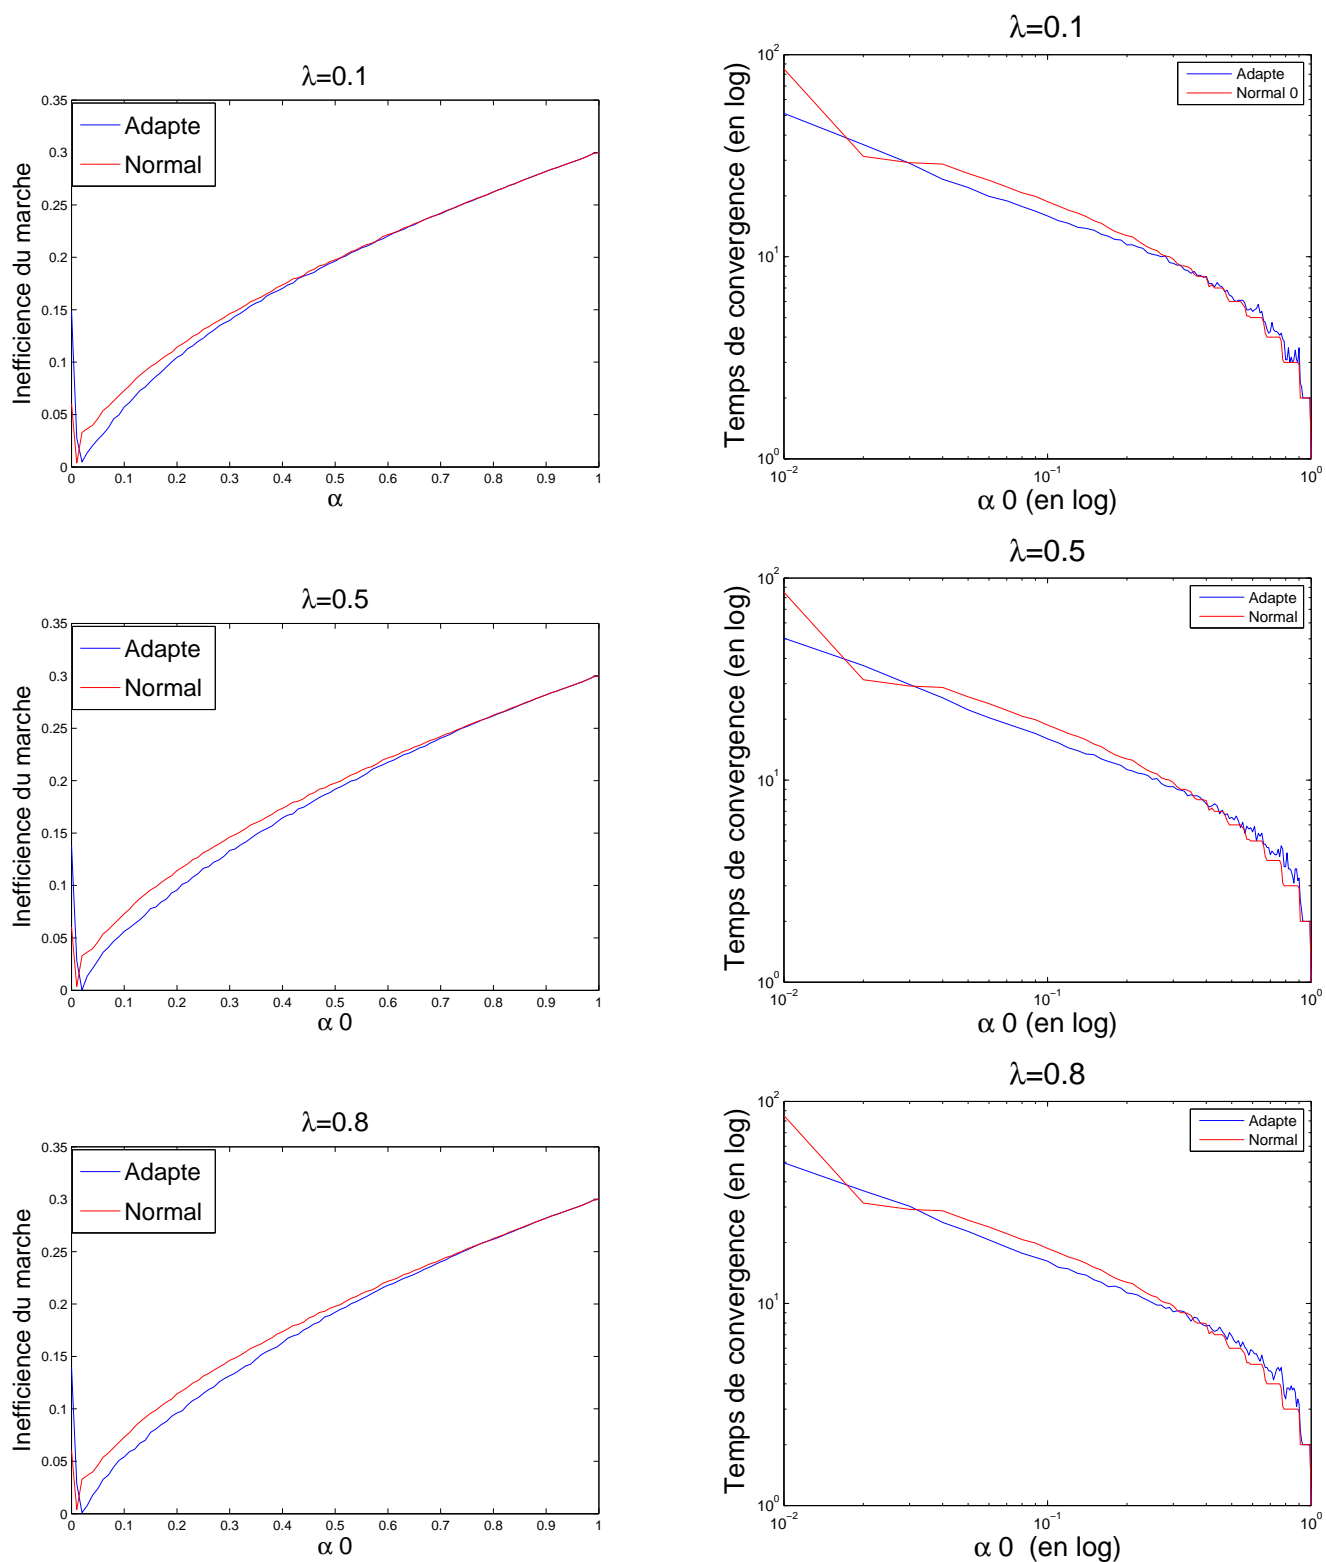 λ=0.1
0.35
0.3
0.25
0.2
0.15
0.1
0.05
0
Inefficience du marche
Adapte
Normal
0 0.1 0.2 0.3 0.4 0.5 0.6 0.7 0.8 0.9 1
α
λ=0.1
10^2
10^1
10^0
Temps de convergence (en log)
Adapte
Normal 0
10^−2 10^−1 10^0
α 0 (en log)
λ=0.5
0.35
0.3
0.25
0.2
0.15
0.1
0.05
0
Inefficience du marche
Adapte
Normal
0 0.1 0.2 0.3 0.4 0.5 0.6 0.7 0.8 0.9 1
α 0
λ=0.5
10^2
10^1
10^0
Temps de convergence (en log)
Adapte
Normal
10^−2 10^−1 10^0
α 0 (en log)
λ=0.8
0.35
0.3
0.25
0.2
0.15
0.1
0.05
0
Inefficience du marche
Adapte
Normal
0 0.1 0.2 0.3 0.4 0.5 0.6 0.7 0.8 0.9 1
α 0
λ=0.8
10^2
10^1
10^0
Temps de convergence (en log)
Adapte
Normal
10^−2 10^−1 10^0
α 0 (en log)